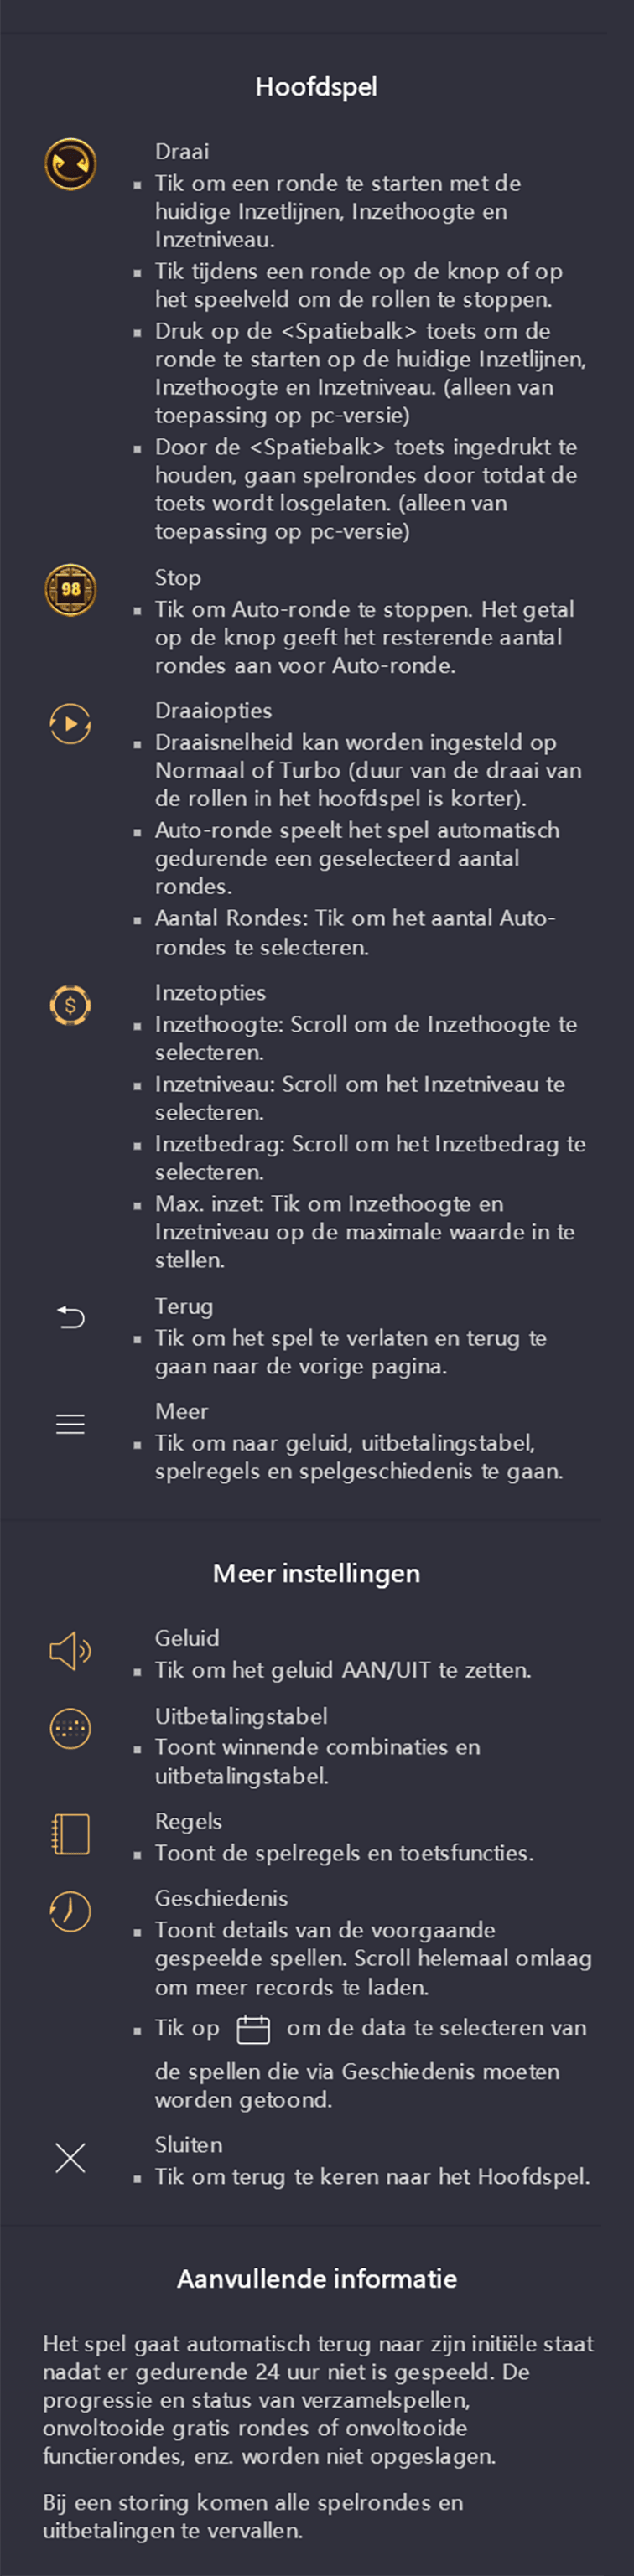 Hoofdspel
Draai
▪ Tik om een ronde te starten met de
huidige Inzetlijnen, Inzethoogte en
Inzetniveau.
▪ Tik tijdens een ronde op de knop of op
het speelveld om de rollen te stoppen.
▪ Druk op de <Spatiebalk> toets om de
ronde te starten op de huidige Inzetlijnen,
Inzethoogte en Inzetniveau. (alleen van
toepassing op pc-versie)
▪ Door de <Spatiebalk> toets ingedrukt te
houden, gaan spelrondes door totdat de
toets wordt losgelaten. (alleen van
toepassing op pc-versie)
98
Stop
▪ Tik om Auto-ronde te stoppen. Het getal
op de knop geeft het resterende aantal
rondes aan voor Auto-ronde.
Draaiopties
▪ Draaisnelheid kan worden ingesteld op
Normaal of Turbo (duur van de draai van
de rollen in het hoofdspel is korter).
▪ Auto-ronde speelt het spel automatisch
gedurende een geselecteerd aantal
rondes.
▪ Aantal Rondes: Tik om het aantal Auto-
rondes te selecteren.
$
Inzetopties
▪ Inzethoogte: Scroll om de Inzethoogte te
selecteren.
▪ Inzetniveau: Scroll om het Inzetniveau te
selecteren.
▪ Inzetbedrag: Scroll om het Inzetbedrag te
selecteren.
▪ Max. inzet: Tik om Inzethoogte en
Inzetniveau op de maximale waarde in te
stellen.
Terug
▪ Tik om het spel te verlaten en terug te
gaan naar de vorige pagina.
Meer
▪ Tik om naar geluid, uitbetalingstabel,
spelregels en spelgeschiedenis te gaan.
Meer instellingen
Geluid
▪ Tik om het geluid AAN/UIT te zetten.
Uitbetalingstabel
▪ Toont winnende combinaties en
uitbetalingstabel.
Regels
▪ Toont de spelregels en toetsfuncties.
Geschiedenis
▪ Toont details van de voorgaande
gespeelde spellen. Scroll helemaal omlaag
om meer records te laden.
▪ Tik op om de data te selecteren van
de spellen die via Geschiedenis moeten
worden getoond.
Sluiten
▪ Tik om terug te keren naar het Hoofdspel.
Aanvullende informatie
Het spel gaat automatisch terug naar zijn initiële staat
nadat er gedurende 24 uur niet is gespeeld. De
progressie en status van verzamelspellen,
onvoltooide gratis rondes of onvoltooide
functierondes, enz. worden niet opgeslagen.
Bij een storing komen alle spelrondes en
uitbetalingen te vervallen.